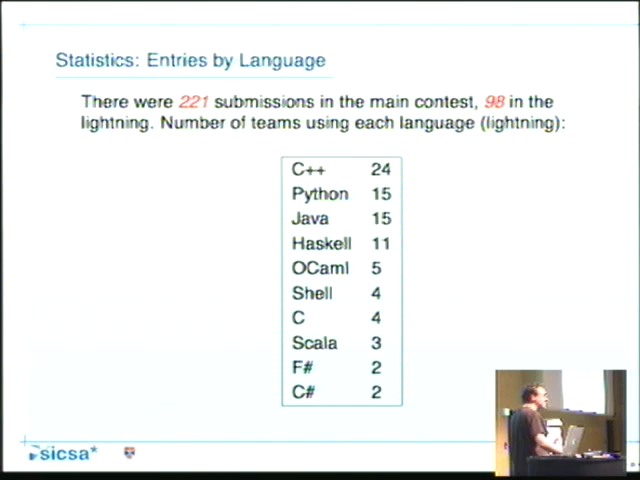 Statistics: Entries by Language
There were 221 submissions in the main contest, 98 in the
lightning. Number of teams using each language (lightning):
C++ 24
Python 15
Java 15
Haskell 11
OCaml 5
Shell 4
C 4
Scala 3
F# 2
C# 2
sicsa*